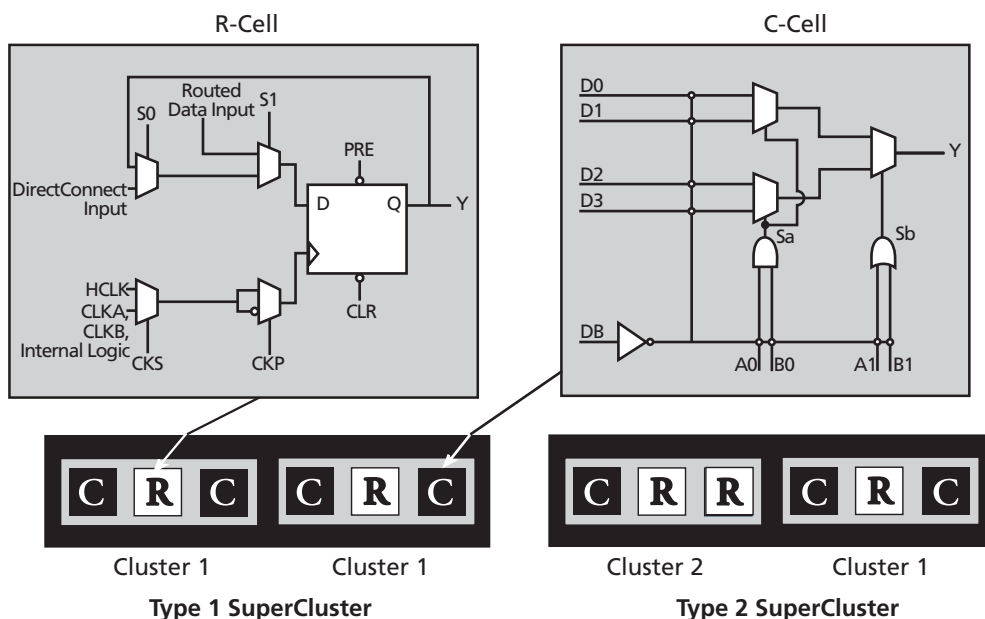 R-Cell
C-Cell
Routed
Data Input
S0
S1
PRE
DirectConnect
Input
D
Q
Y
HCLK
CLKA,
CLKB,
Internal Logic
CKS
CKP
CLR
D0
D1
D2
D3
Sa
Sb
Y
DB
A0
B0
A1
B1
C R C
C R C
C R R
C R C
Cluster 1
Cluster 1
Cluster 2
Cluster 1
Type 1 SuperCluster
Type 2 SuperCluster